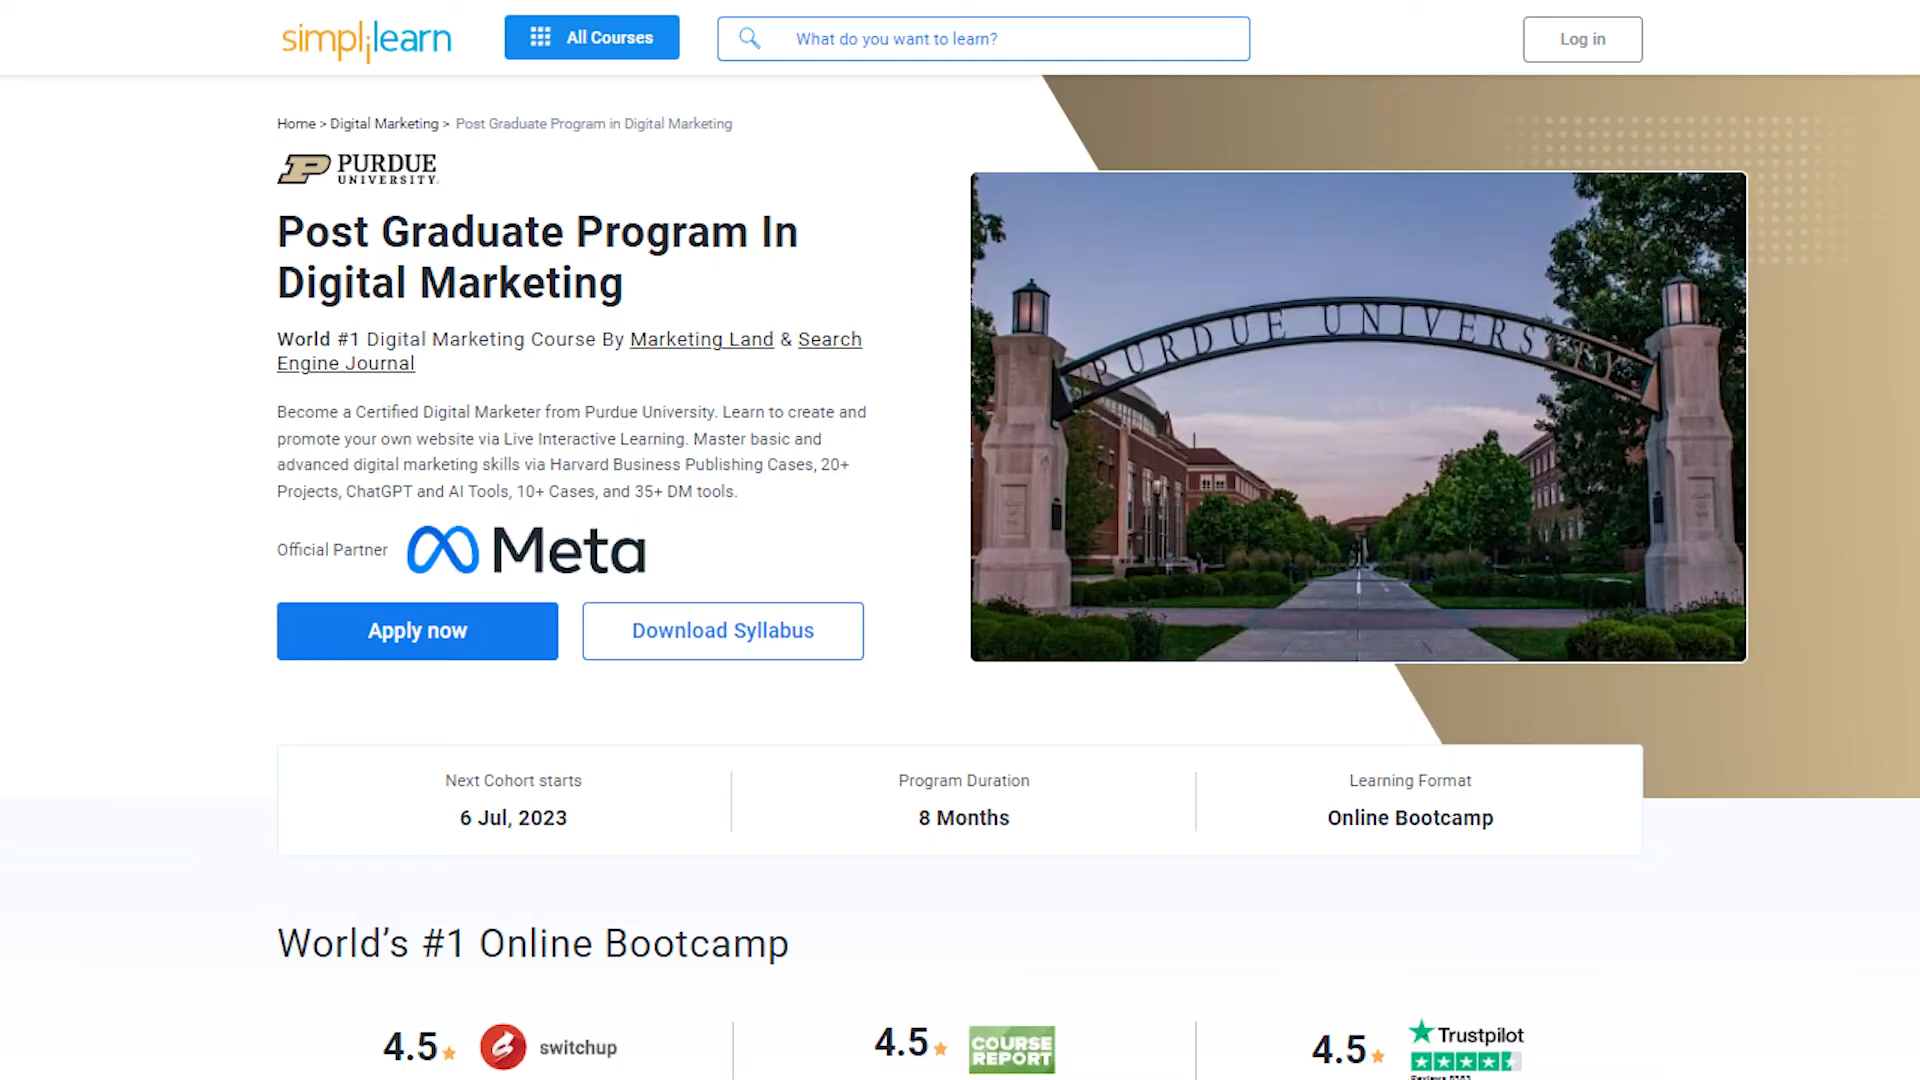 simplilearn
All Courses
What do you want to learn?
Log in
Home > Digital Marketing > Post Graduate Program in Digital Marketing
PURDUE
UNIVERSITY
Post Graduate Program In
Digital Marketing
World #1 Digital Marketing Course By Marketing Land & Search
Engine Journal
Become a Certified Digital Marketer from Purdue University. Learn to create and
promote your own website via Live Interactive Learning. Master basic and
advanced digital marketing skills via Harvard Business Publishing Cases, 20+
Projects, ChatGPT and AI Tools, 10+ Cases, and 35+ DM tools.
Official Partner
Meta
Apply now
Download Syllabus
PURDUE UNIVERSITY
Next Cohort starts
6 Jul, 2023
Program Duration
8 Months
Learning Format
Online Bootcamp
World’s #1 Online Bootcamp
4.5
switchup
4.5
COURSE
REPORT
4.5
Trustpilot